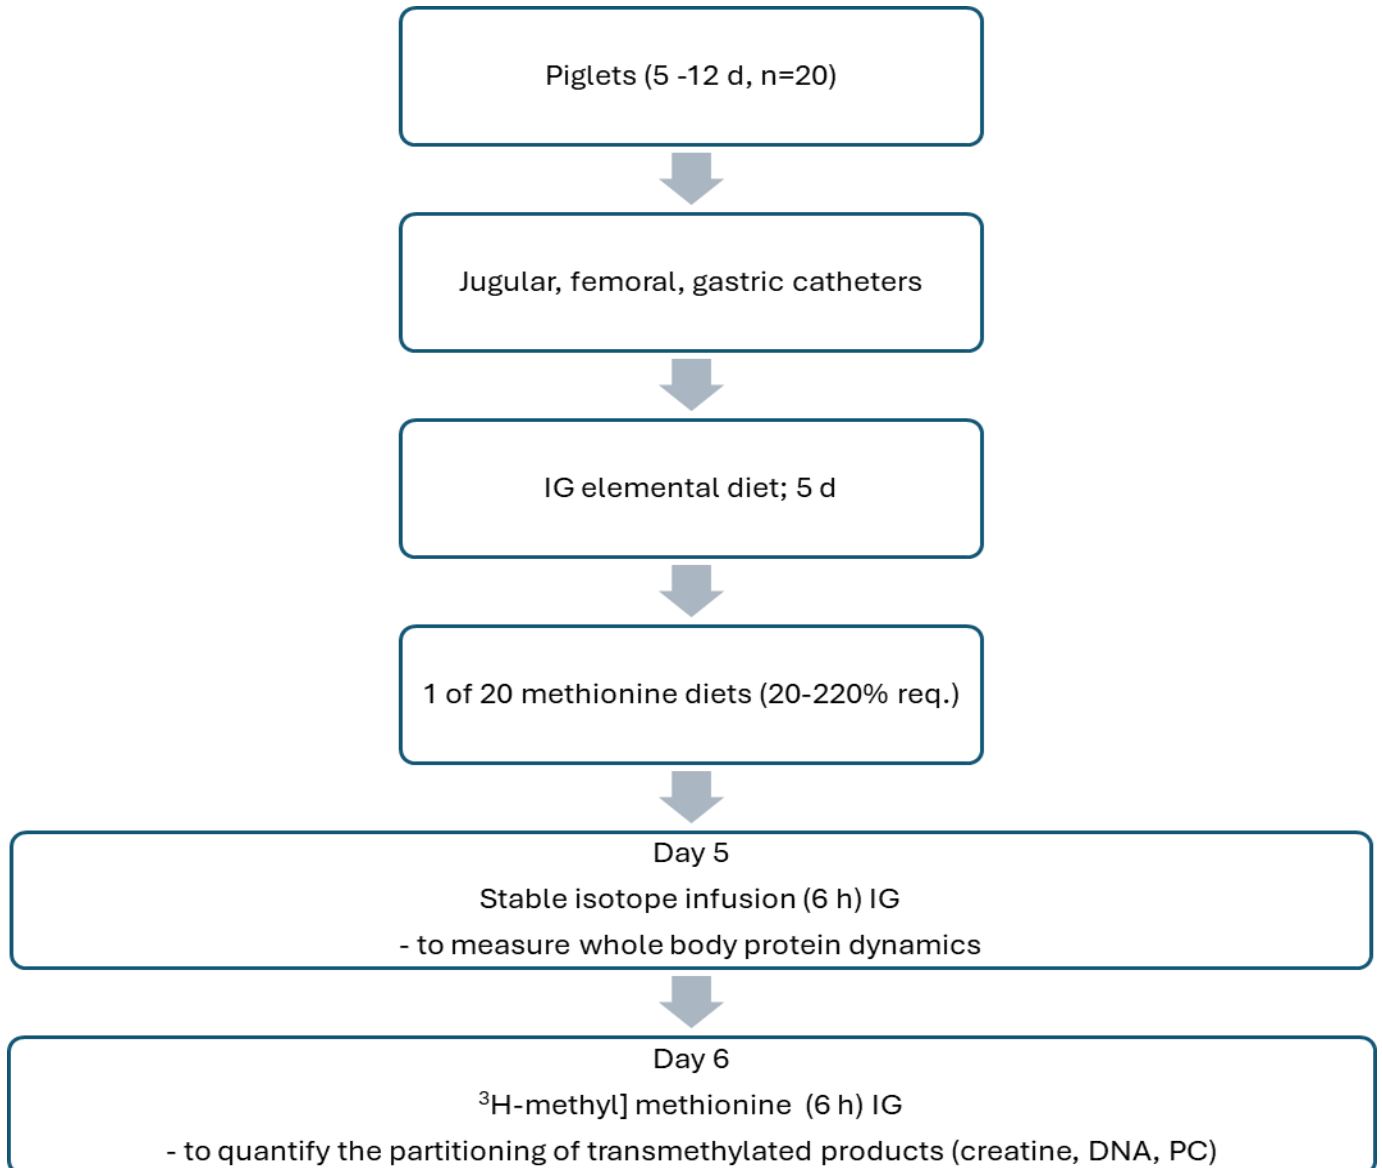 Piglets (5 -12 d, n=20)
Jugular, femoral, gastric catheters
IG elemental diet; 5 d
1 of 20 methionine diets (20-220% req.)
Day 5
Stable isotope infusion (6 h) IG
- to measure whole body protein dynamics
Day 6
³H-methyl] methionine  (6 h) IG
- to quantify the partitioning of transmethylated products (creatine, DNA, PC)